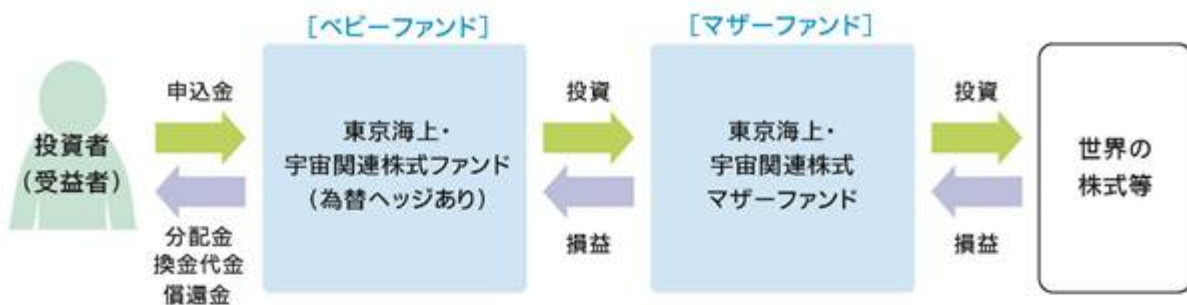 [ベビーファンド]
[マザーファンド]
投資者
(受益者)
申込金
分配金
換金代金
償還金
東京海上・
宇宙関連株式ファンド
(為替ヘッジあり)
投資
損益
東京海上・
宇宙関連株式
マザーファンド
投資
損益
世界の
株式等